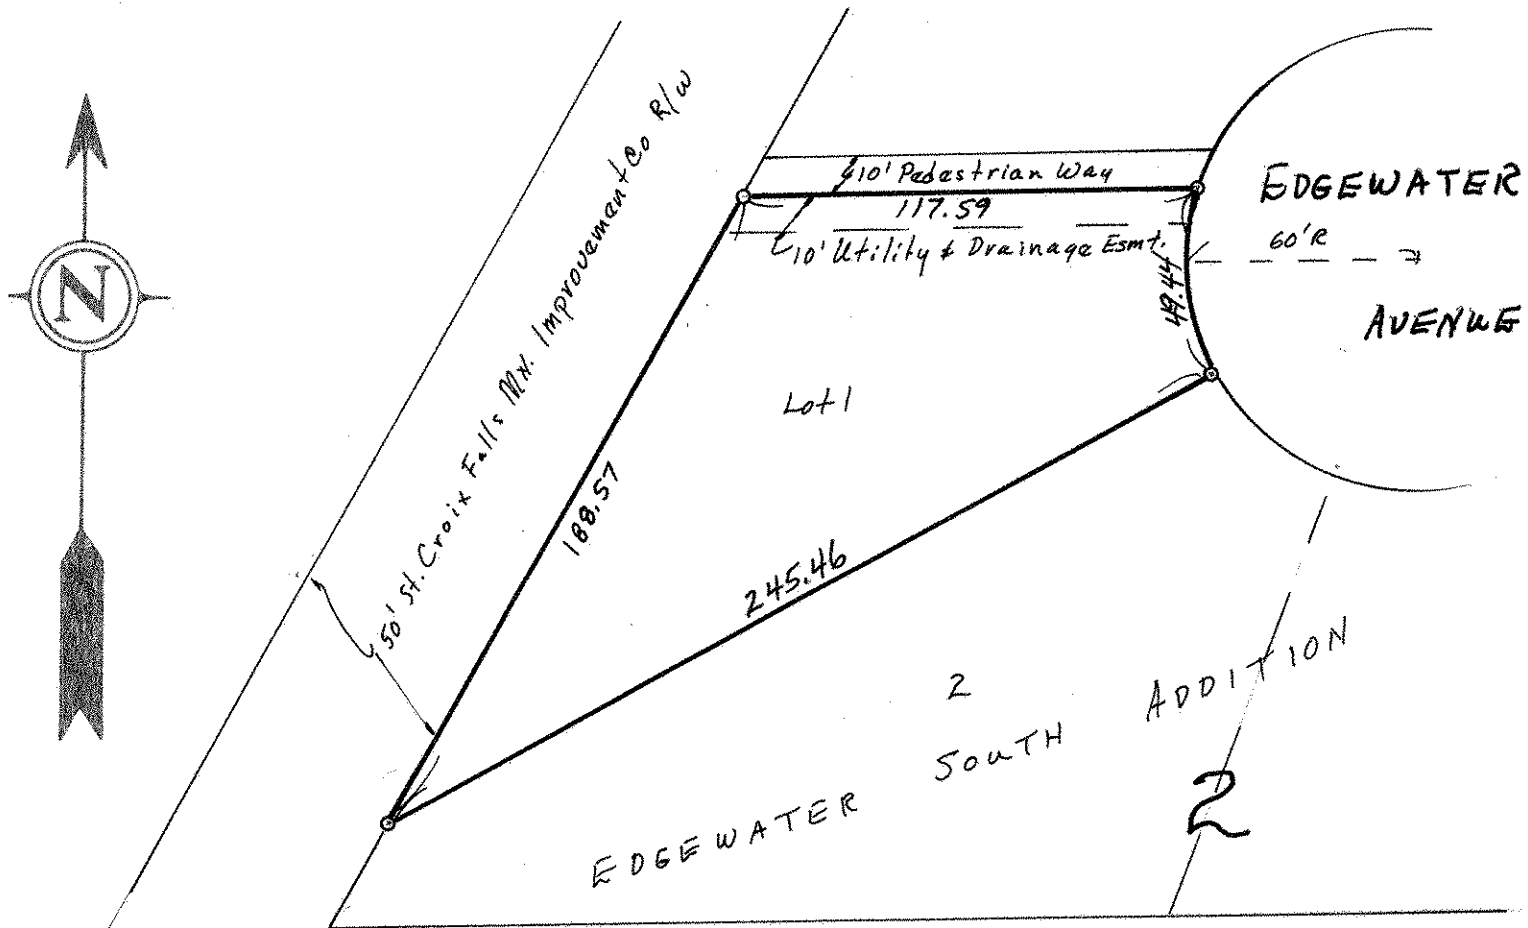 50' St. Croix Falls MN. Improvement Co R/W
10' Pedestrian Way
117.59
10' Utility & Drainage Esmt.
EDGEWATER
60'R
AVENUE
49.44
N
Lot 1
188.57
245.46
2
EDGEWATER SOUTH ADDITION
2